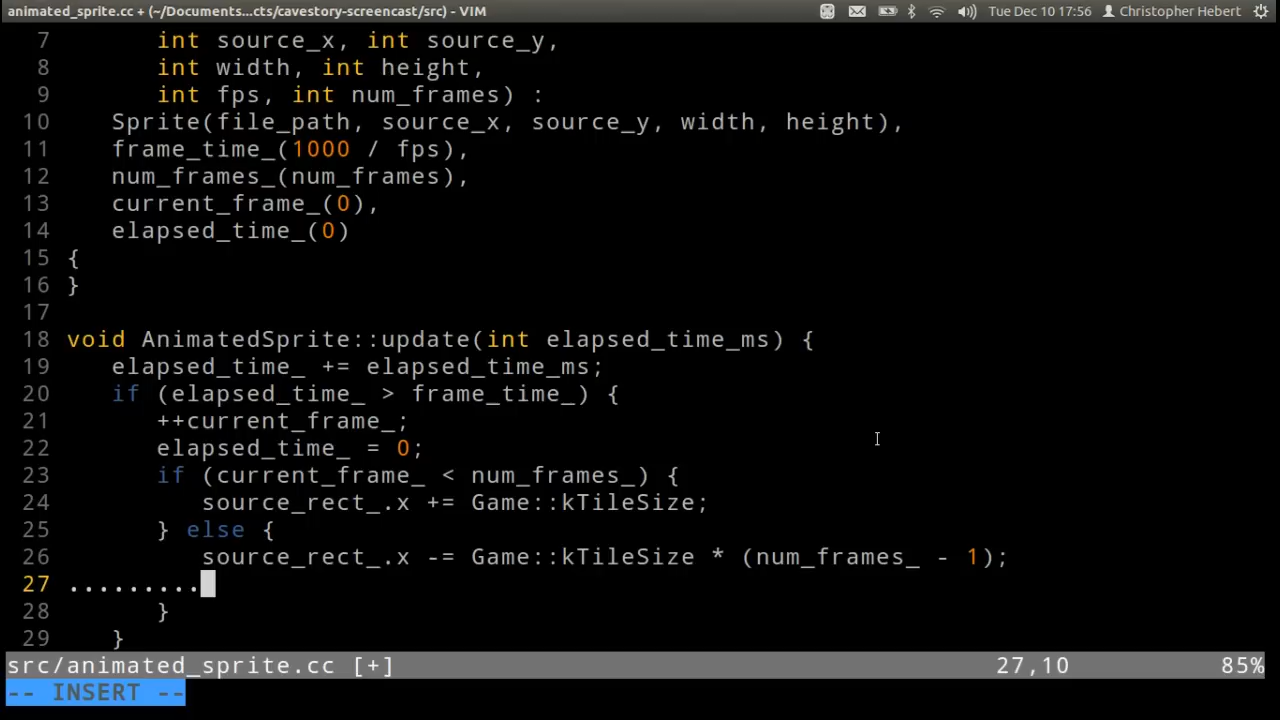 animated_sprite.cc + (~/Documents...cts/cavestory-screencast/src) - VIM Tue Dec 10 17:56 Christopher Hebert
7 int source_x, int source_y,
8 int width, int height,
9 int fps, int num_frames) :
10 Sprite(file_path, source_x, source_y, width, height),
11 frame_time_(1000 / fps),
12 num_frames_(num_frames),
13 current_frame_(0),
14 elapsed_time_(0)
15 {
16 }
17
18 void AnimatedSprite::update(int elapsed_time_ms) {
19 elapsed_time_ += elapsed_time_ms;
20 if (elapsed_time_ > frame_time_) {
21 ++current_frame_;
22 elapsed_time_ = 0;
23 if (current_frame_ < num_frames_) {
24 source_rect_.x += Game::kTileSize;
25 } else {
26 source_rect_.x -= Game::kTileSize * (num_frames_ - 1);
27 .........
28 }
29 }
src/animated_sprite.cc [+] 27,10 85%
-- INSERT --